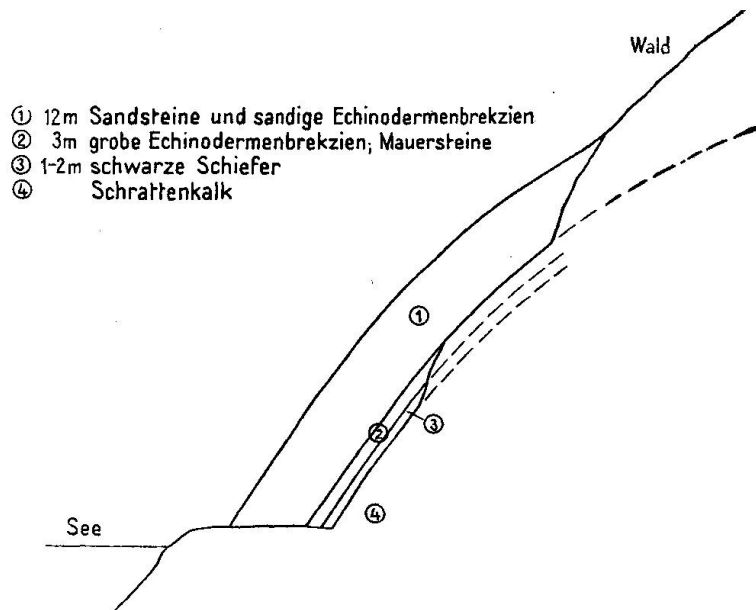 Wald
① 12m Sandsteine und sandige Echinodermenbrekzien
② 3m grobe Echinodermenbrekzien; Mauersteine
③ 1-2m schwarze Schiefer
④ Schrattenkalk
①
②
③
④
See